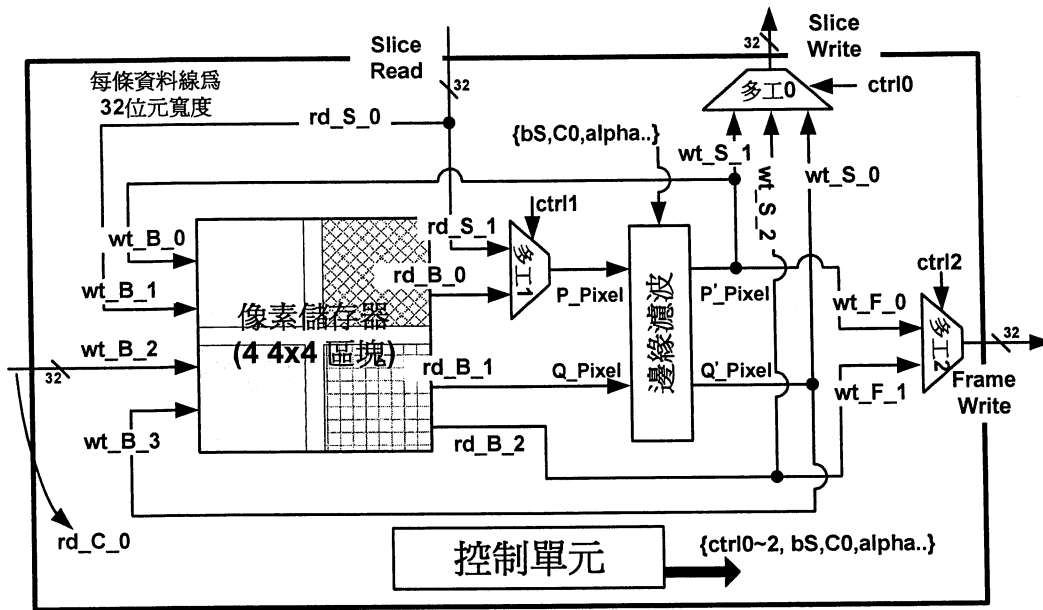 Slice
Read
Slice
Write
32
32
每條資料線爲
32位元寬度
多工0
ctrl0
rd_S_0
{bS,C0,alpha..}
wt_S_1
wt_S_2
wt_S_0
ctrl1
wt_B_0
rd_S_1
rd_B_0
多工1
P_Pixel
邊緣濾波
P'_Pixel
wt_F_0
ctrl2
多工2
32
wt_B_1
像素儲存器
(4 4x4 區塊)
wt_B_2
32
rd_B_1
Q_Pixel
Q'_Pixel
wt_F_1
Frame
Write
wt_B_3
rd_B_2
rd_C_0
控制單元
{ctrl0~2, bS,C0,alpha..}